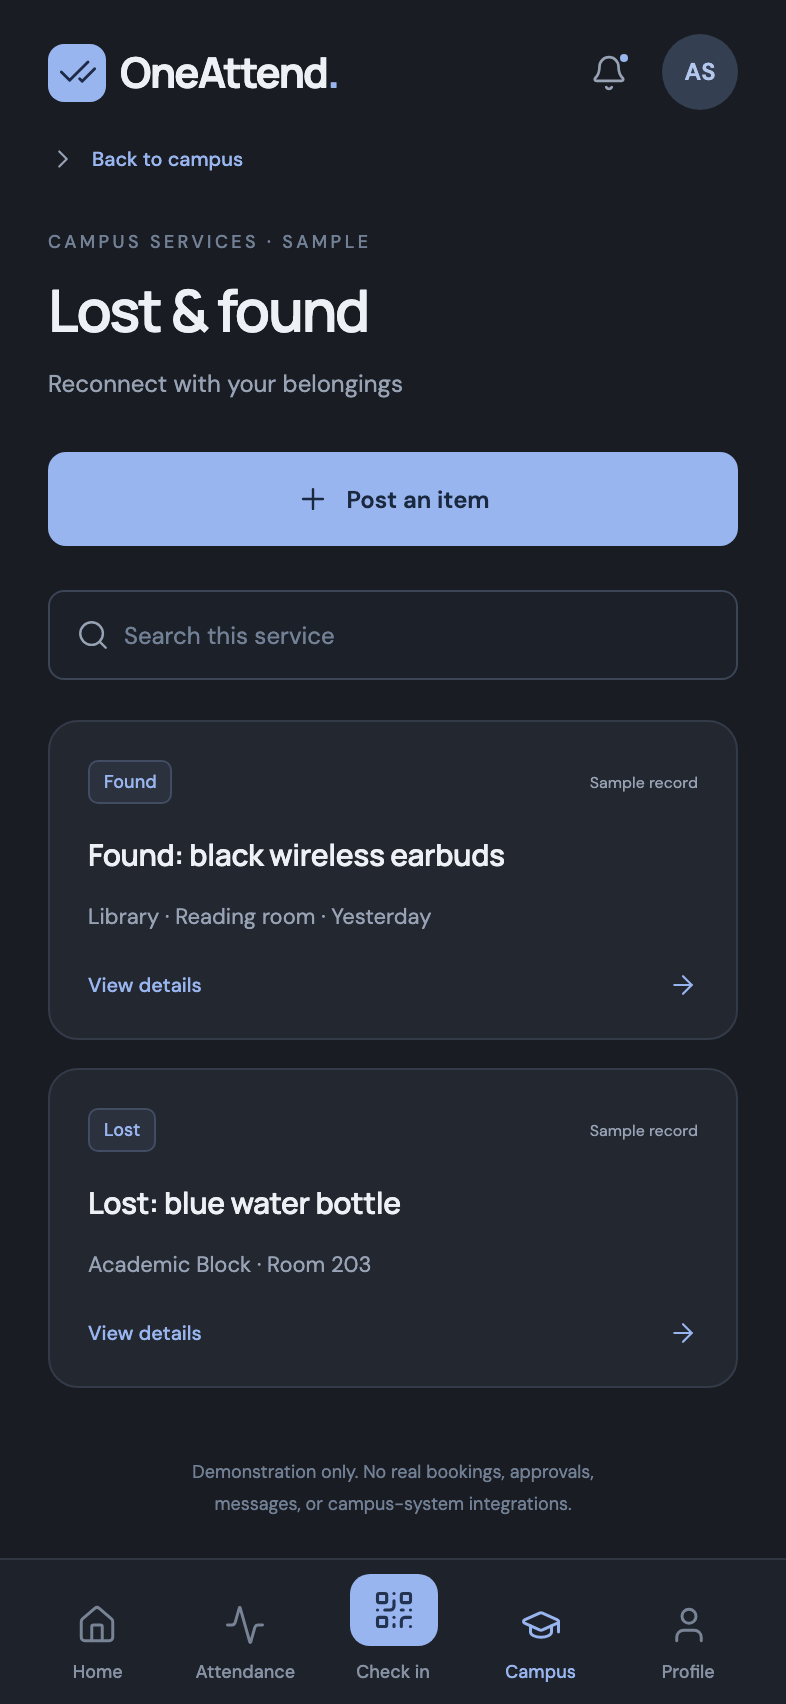 OneAttend.
AS
Back to campus
CAMPUS SERVICES · SAMPLE
Lost & found
Reconnect with your belongings
Post an item
Search this service
Found
Sample record
Found: black wireless earbuds
Library · Reading room · Yesterday
View details
Lost
Sample record
Lost: blue water bottle
Academic Block · Room 203
View details
Demonstration only. No real bookings, approvals,
messages, or campus-system integrations.
Home
Attendance
Check in
Campus
Profile